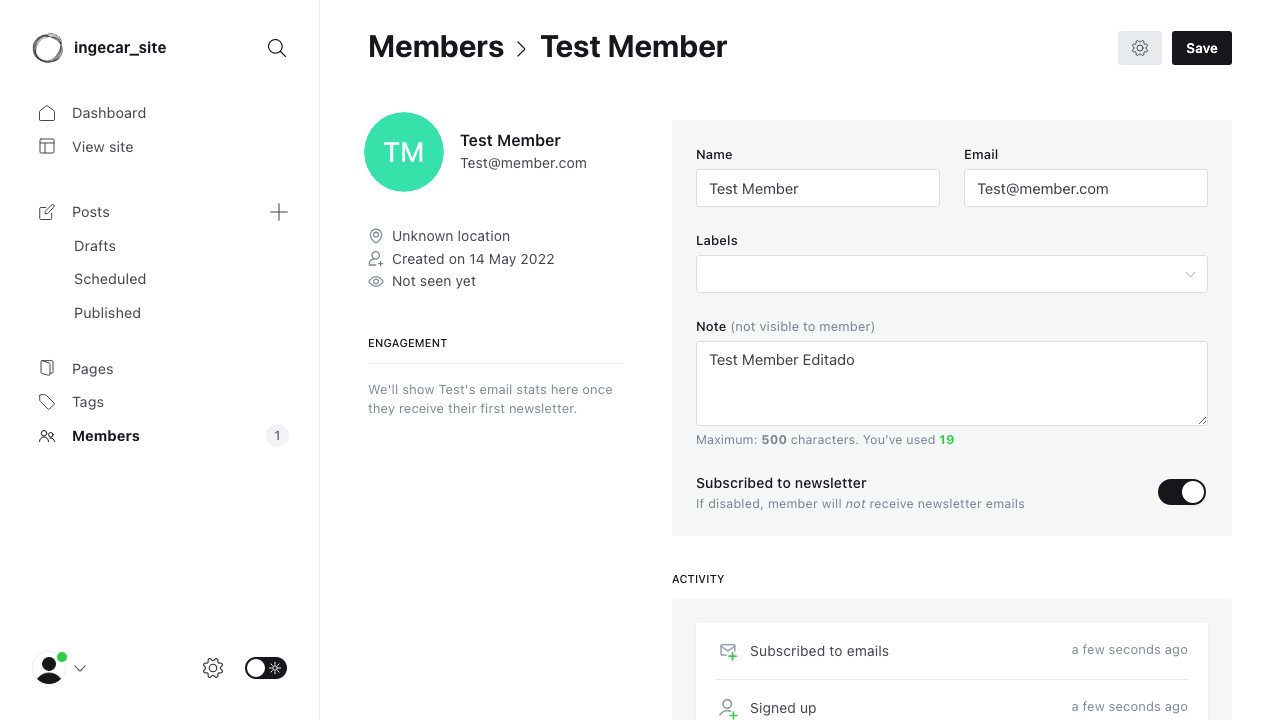 ingecar_site
Dashboard
View site
Posts
Drafts
Scheduled
Published
Pages
Tags
Members 1
Members > Test Member
Save
TM
Test Member
Test@member.com
Unknown location
Created on 14 May 2022
Not seen yet
ENGAGEMENT
We'll show Test's email stats here once
they receive their first newsletter.
Name
Test Member
Email
Test@member.com
Labels
Note (not visible to member)
Test Member Editado
Maximum: 500 characters. You've used 19
Subscribed to newsletter
If disabled, member will not receive newsletter emails
ACTIVITY
Subscribed to emails a few seconds ago
Signed up a few seconds ago